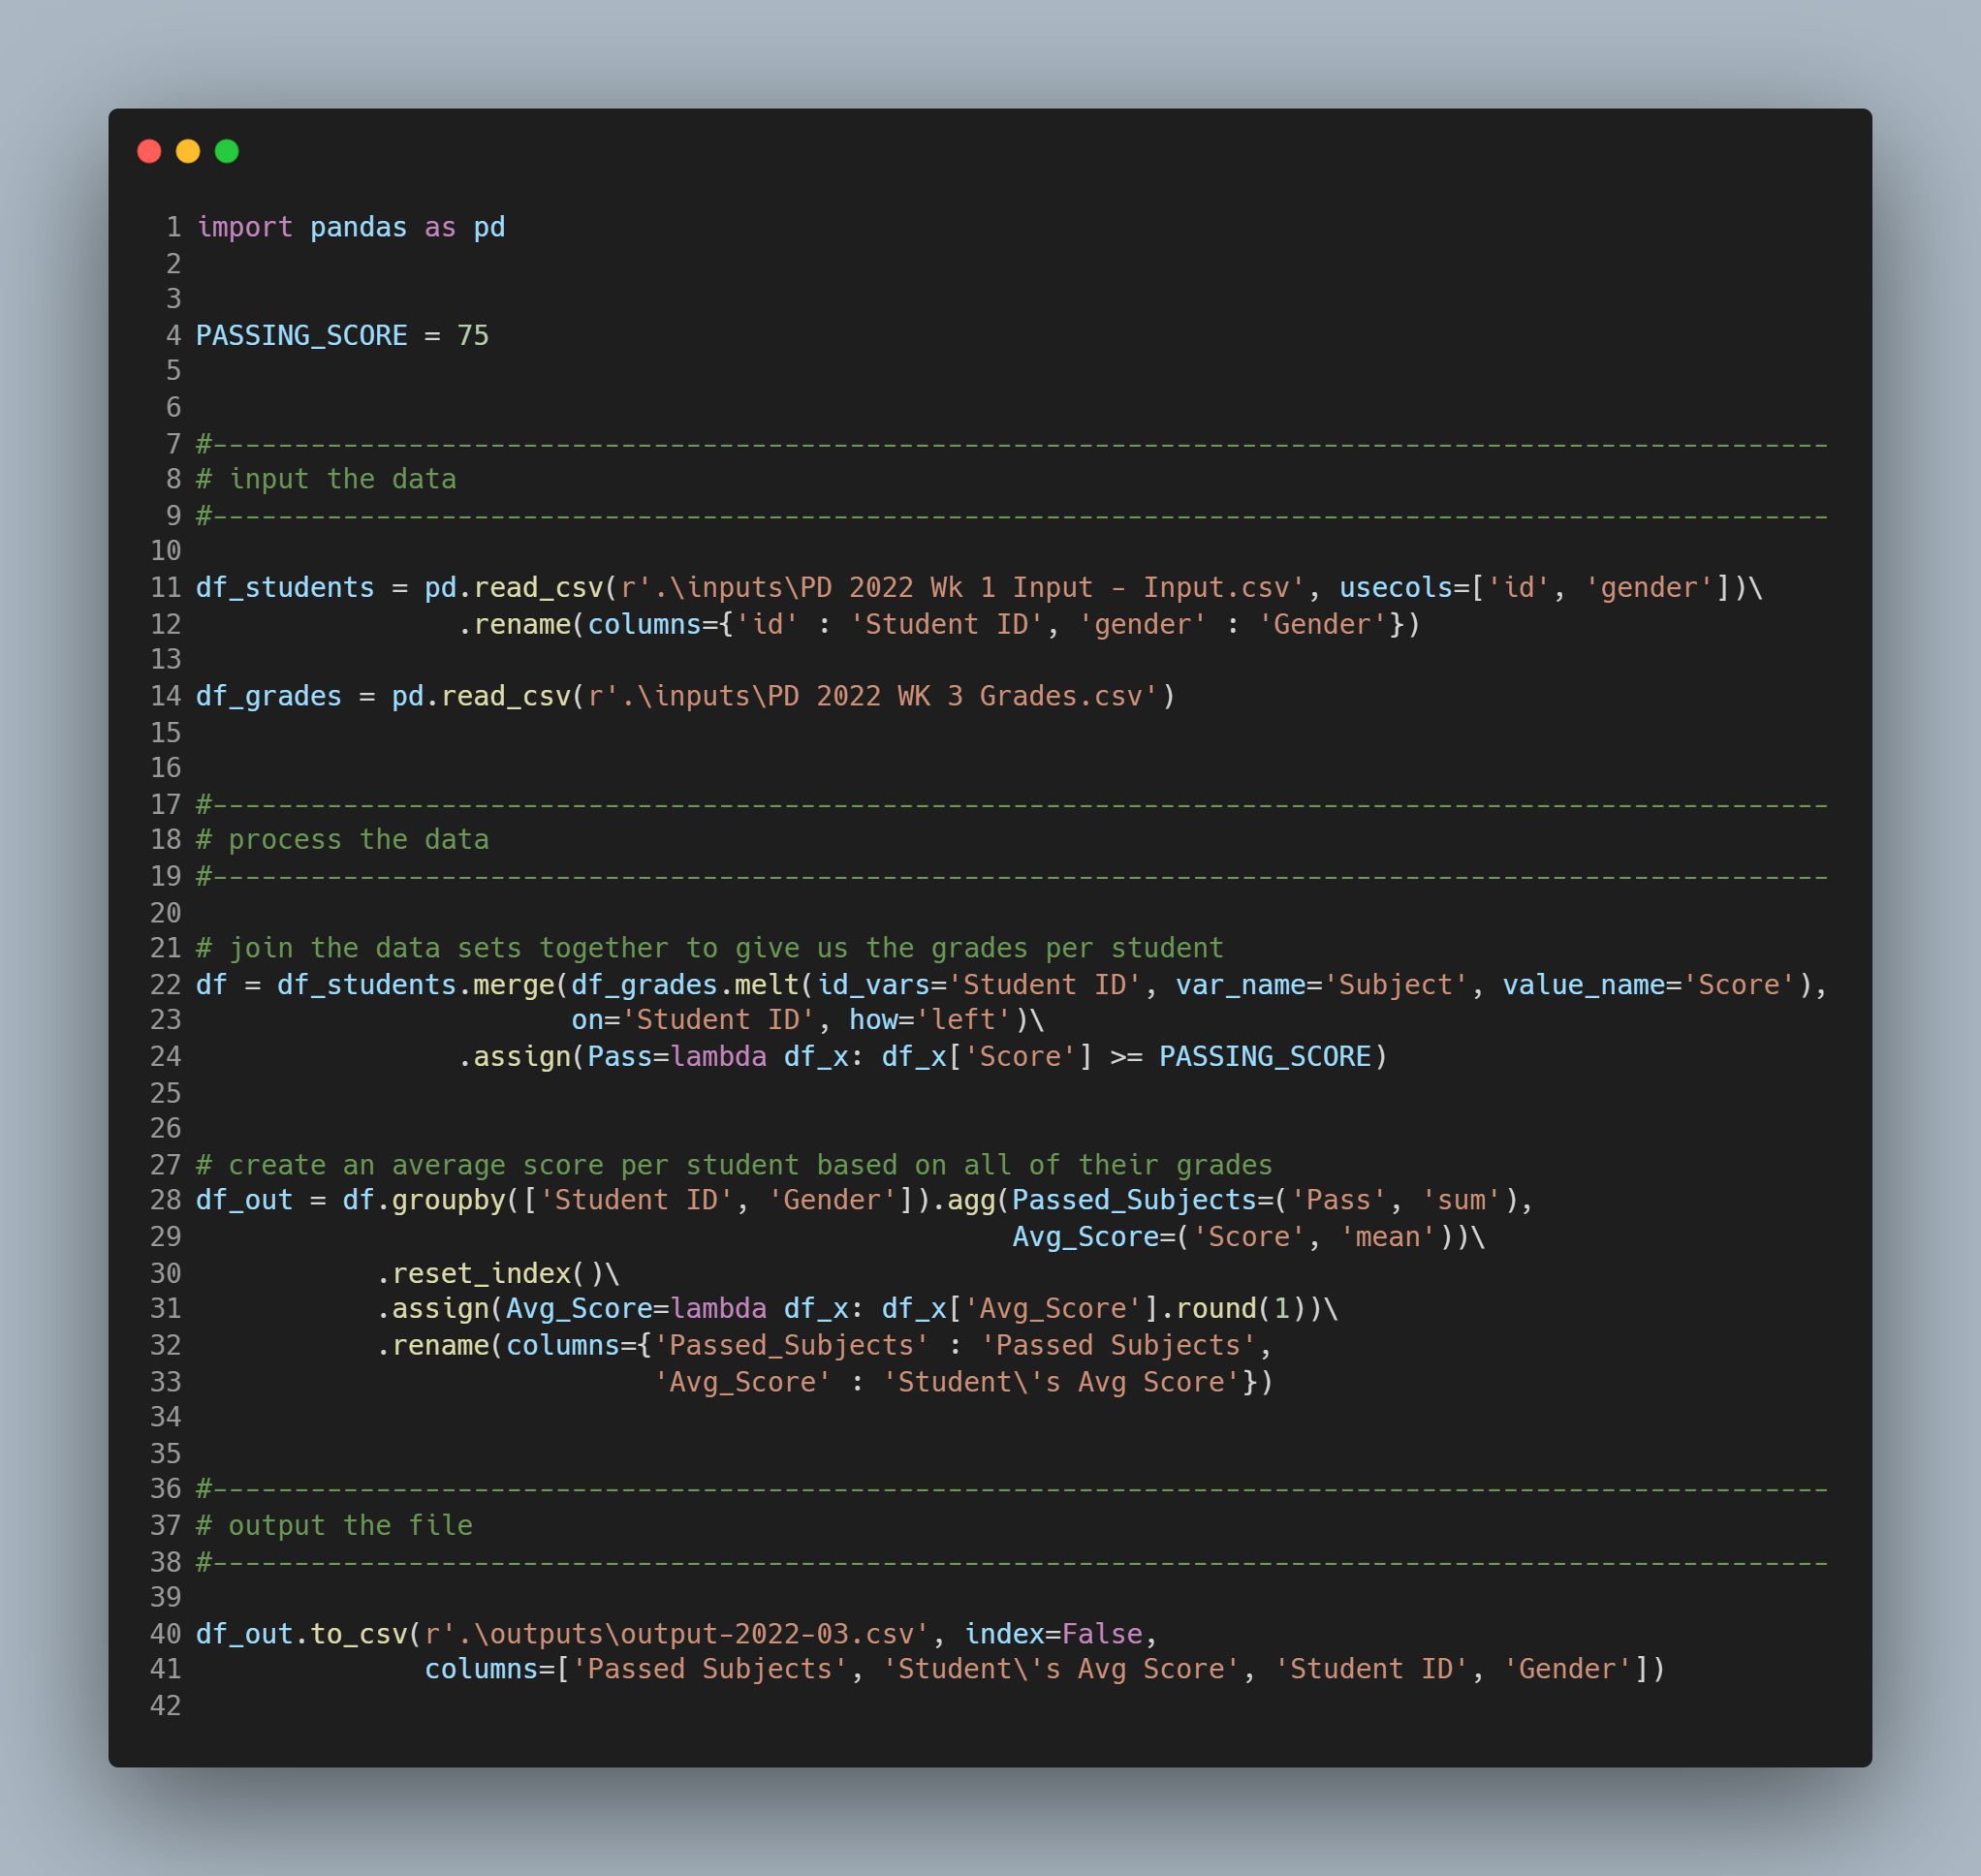 1 import pandas as pd
2
3
4 PASSING_SCORE = 75
5
6
7 #---------------------------------------------------------------------------------------------------
8 # input the data
9 #---------------------------------------------------------------------------------------------------
10
11 df_students = pd.read_csv(r'.\inputs\PD 2022 Wk 1 Input - Input.csv', usecols=['id', 'gender'])\
12                 .rename(columns={'id' : 'Student ID', 'gender' : 'Gender'})
13
14 df_grades = pd.read_csv(r'.\inputs\PD 2022 WK 3 Grades.csv')
15
16
17 #---------------------------------------------------------------------------------------------------
18 # process the data
19 #---------------------------------------------------------------------------------------------------
20
21 # join the data sets together to give us the grades per student
22 df = df_students.merge(df_grades.melt(id_vars='Student ID', var_name='Subject', value_name='Score'),
23                        on='Student ID', how='left')\
24                 .assign(Pass=lambda df_x: df_x['Score'] >= PASSING_SCORE)
25
26
27 # create an average score per student based on all of their grades
28 df_out = df.groupby(['Student ID', 'Gender']).agg(Passed_Subjects=('Pass', 'sum'),
29                                                   Avg_Score=('Score', 'mean'))\
30            .reset_index()\
31            .assign(Avg_Score=lambda df_x: df_x['Avg_Score'].round(1))\
32            .rename(columns={'Passed_Subjects' : 'Passed Subjects',
33                             'Avg_Score' : 'Student\'s Avg Score'})
34
35
36 #---------------------------------------------------------------------------------------------------
37 # output the file
38 #---------------------------------------------------------------------------------------------------
39
40 df_out.to_csv(r'.\outputs\output-2022-03.csv', index=False,
41               columns=['Passed Subjects', 'Student\'s Avg Score', 'Student ID', 'Gender'])
42